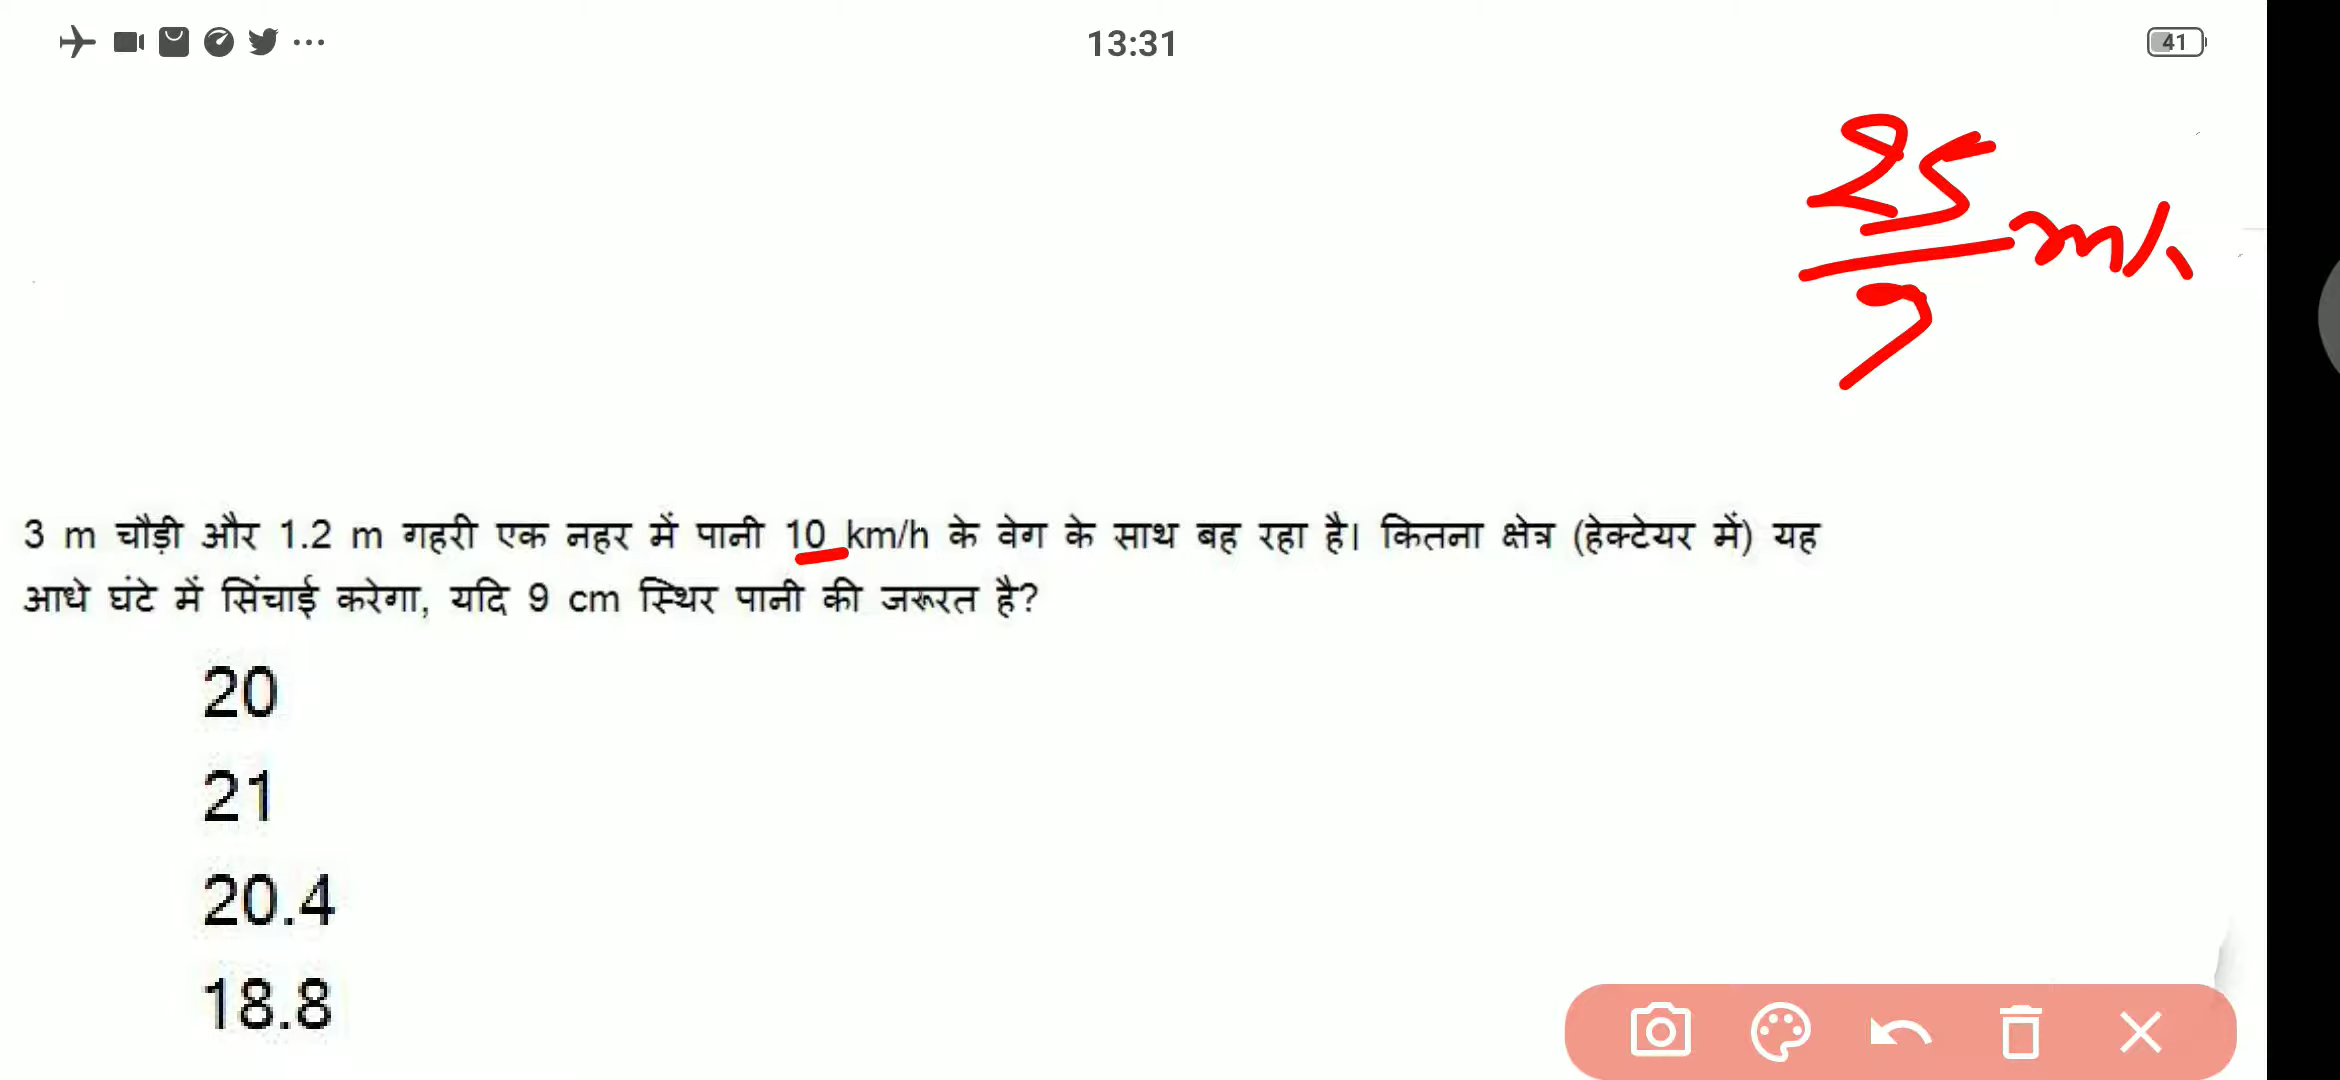 13:31
41
25
m/
9
3 m चौड़ी और 1.2 m गहरी एक नहर में पानी 10 km/h के वेग के साथ बह रहा है। कितना क्षेत्र (हेक्टेयर में) यह
आधे घंटे में सिंचाई करेगा, यदि 9 cm स्थिर पानी की जरूरत है?
20
21
20.4
18.8